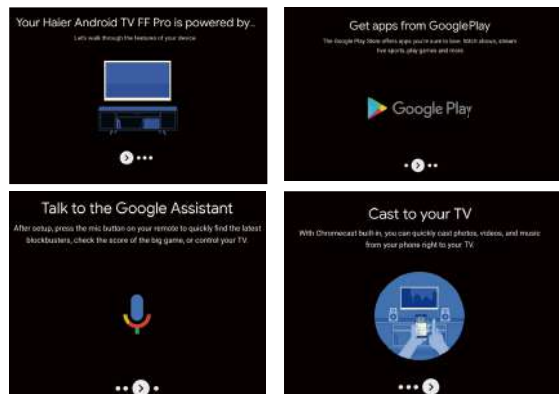 Your Haier Android TV FF Pro is powered by..
Let's walk through the features of your device
Get apps from GooglePlay
The Google Play Store offers apps you're sure to love. Watch shows, stream
live sports, play games and more.
Google Play
Talk to the Google Assistant
After setup, press the mic button on your remote to quickly find the latest
blockbusters, check the score of the big game, or control your TV.
Cast to your TV
With Chromecast built-in, you can quickly cast photos, videos, and music
from your phone right to your TV.